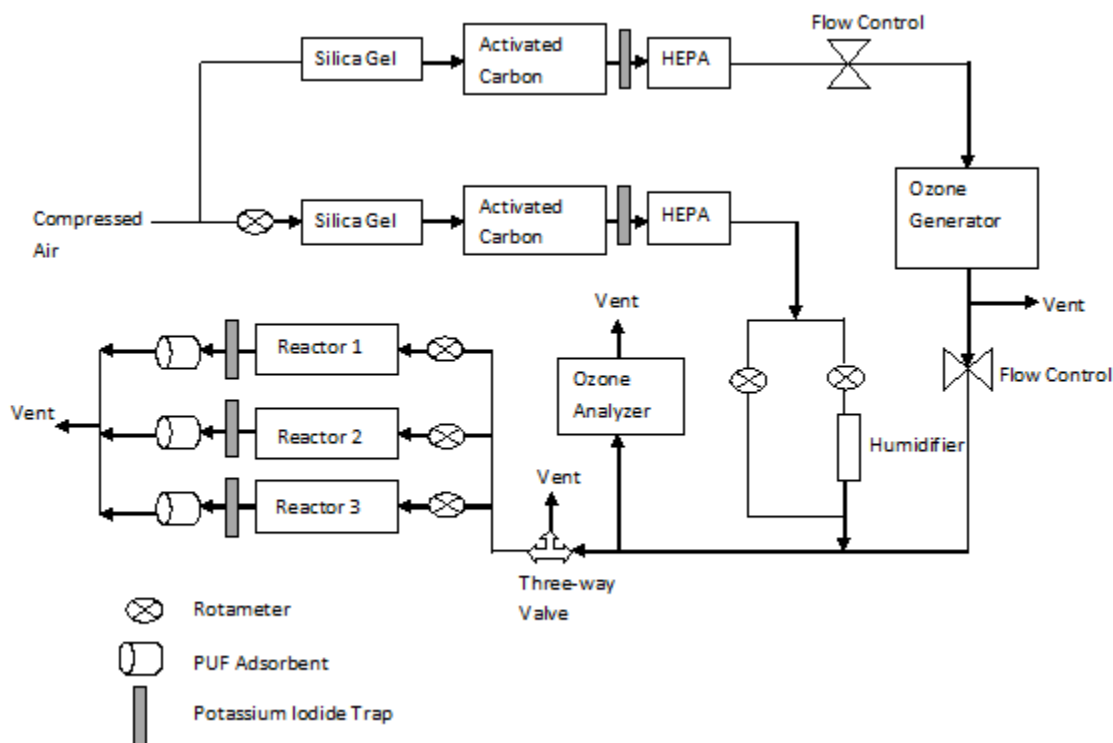 Flow Control
Silica Gel
Activated
Carbon
HEPA
Compressed
Air
Silica Gel
Activated
Carbon
HEPA
Ozone
Generator
Vent
Vent
Flow Control
Reactor 1
Reactor 2
Reactor 3
Vent
Ozone
Analyzer
Humidifier
Vent
Three-way
Valve
Rotameter
PUF Adsorbent
Potassium Iodide Trap